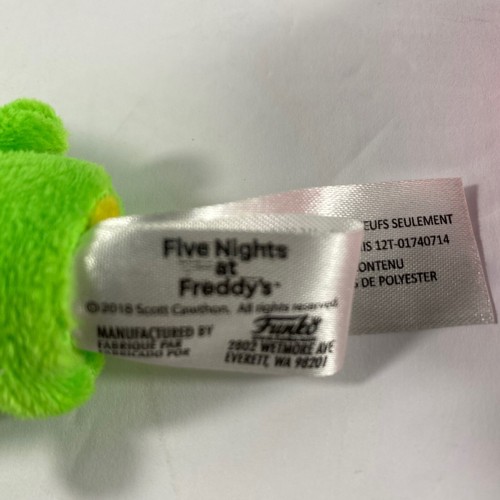 Five Nights
at
Freddy's
©2018 Scott Cawthon. All rights reserved
MANUFACTURED BY
FABRIQUÉ PAR
FABRICADO POR
Funko
2802 WETMORE AVE
EVERETT, WA 98201
EUFS SEULEMENT
IS 12T-01740714
ONTENU
DE POLYESTER